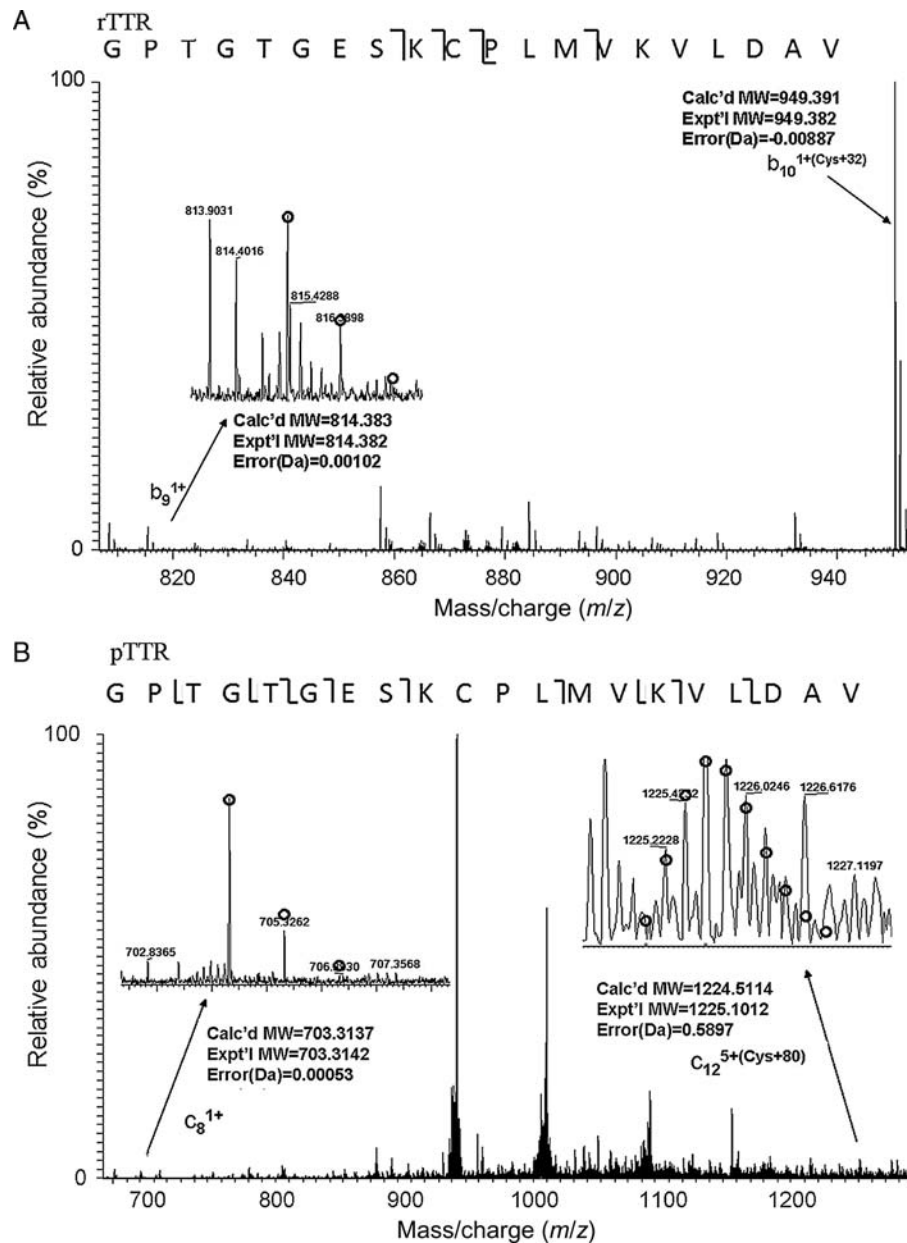 A
rTTR
G P T G T G E S K C P L M V K V L D A V
100
Calc'd MW=949.391
Expt'l MW=949.382
Error(Da)=-0.00887
b10 1+(Cys+32)
Relative abundance (%)
813.9031
814.4016
815.4288
Calc'd MW=814.383
Expt'l MW=814.382
Error(Da)=0.00102
b9 1+
0
820 840 860 880 900 920 940
Mass/charge (m/z)
B
pTTR
G P T G T G E S K C P L M V K V L D A V
100
1226.0246
1226.6176
1225.2228
1227.1197
Relative abundance (%)
705.3262
702.8365
707.3568
Calc'd MW=703.3137
Expt'l MW=703.3142
Error(Da)=0.00053
c8 1+
Calc'd MW=1224.5114
Expt'l MW=1225.1012
Error(Da)=0.5897
c12 5+(Cys+80)
0
700 800 900 1000 1100 1200
Mass/charge (m/z)